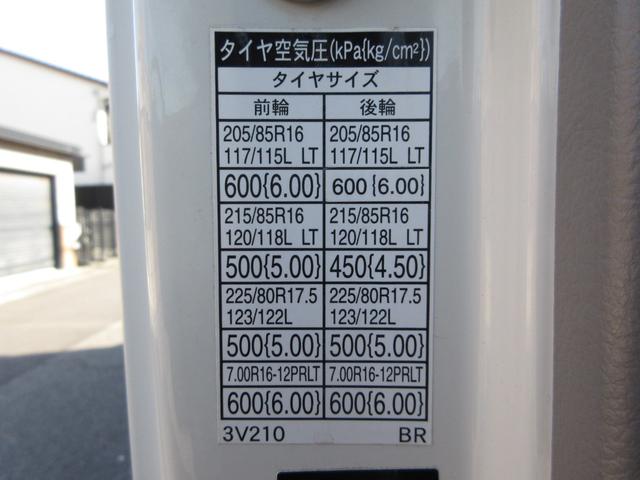 タイヤ空気圧(kPa{kg/cm²})
タイヤサイズ
前輪 後輪
205/85R16 205/85R16
117/115L LT 117/115L LT
600{6.00} 600{6.00}
215/85R16 215/85R16
120/118L LT 120/118L LT
500{5.00} 450{4.50}
225/80R17.5 225/80R17.5
123/122L 123/122L
500{5.00} 500{5.00}
7.00R16-12PRLT 7.00R16-12PRLT
600{6.00} 600{6.00}
3V210 BR